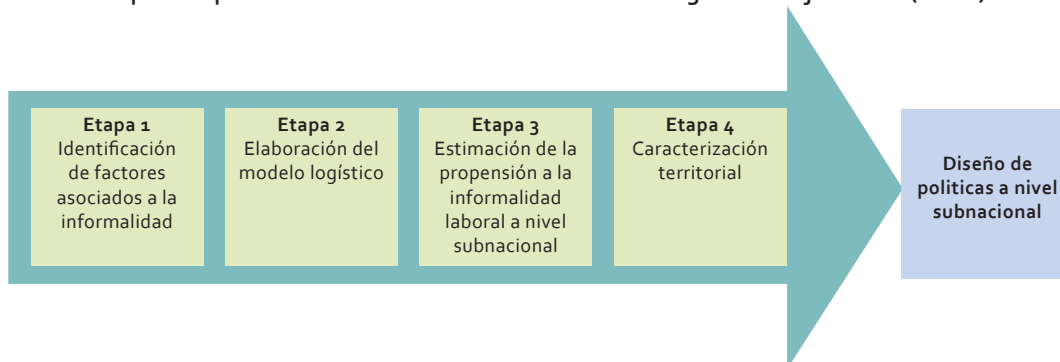 Etapa 1
Identificación
de factores
asociados a la
informalidad
Etapa 2
Elaboración del
modelo logístico
Etapa 3
Estimación de la
propensión a la
informalidad
laboral a nivel
subnacional
Etapa 4
Caracterización
territorial
Diseño de
politicas a nivel
subnacional